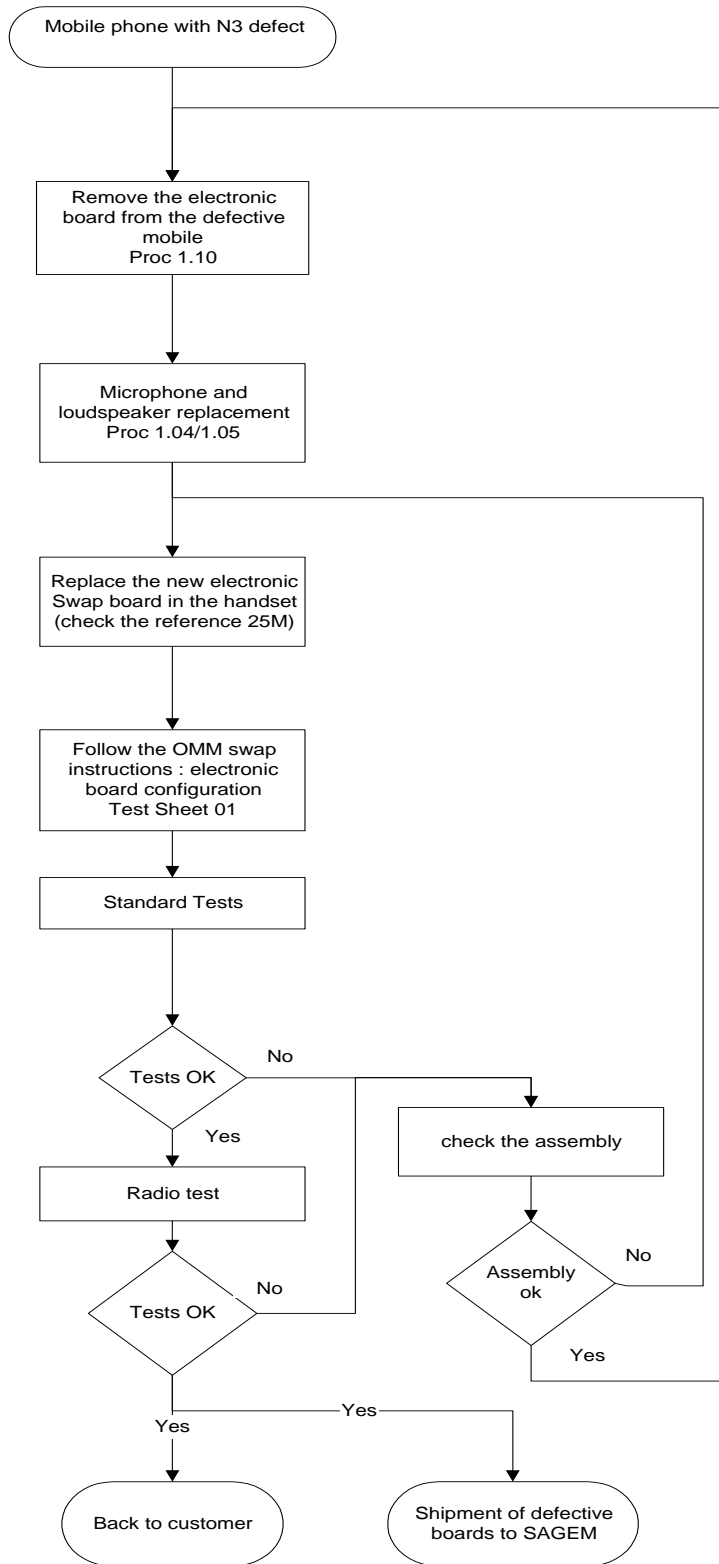 Mobile phone with N3 defect
Remove the electronic
board from the defective
mobile
Proc 1.10
Microphone and
loudspeaker replacement
Proc 1.04/1.05
Replace the new electronic
Swap board in the handset
(check the reference 25M)
Follow the OMM swap
instructions : electronic
board configuration
Test Sheet 01
Standard Tests
Tests OK
No
Yes
check the assembly
Radio test
Tests OK
No
Assembly
ok
No
Yes
Yes
Yes
Back to customer
Shipment of defective
boards to SAGEM